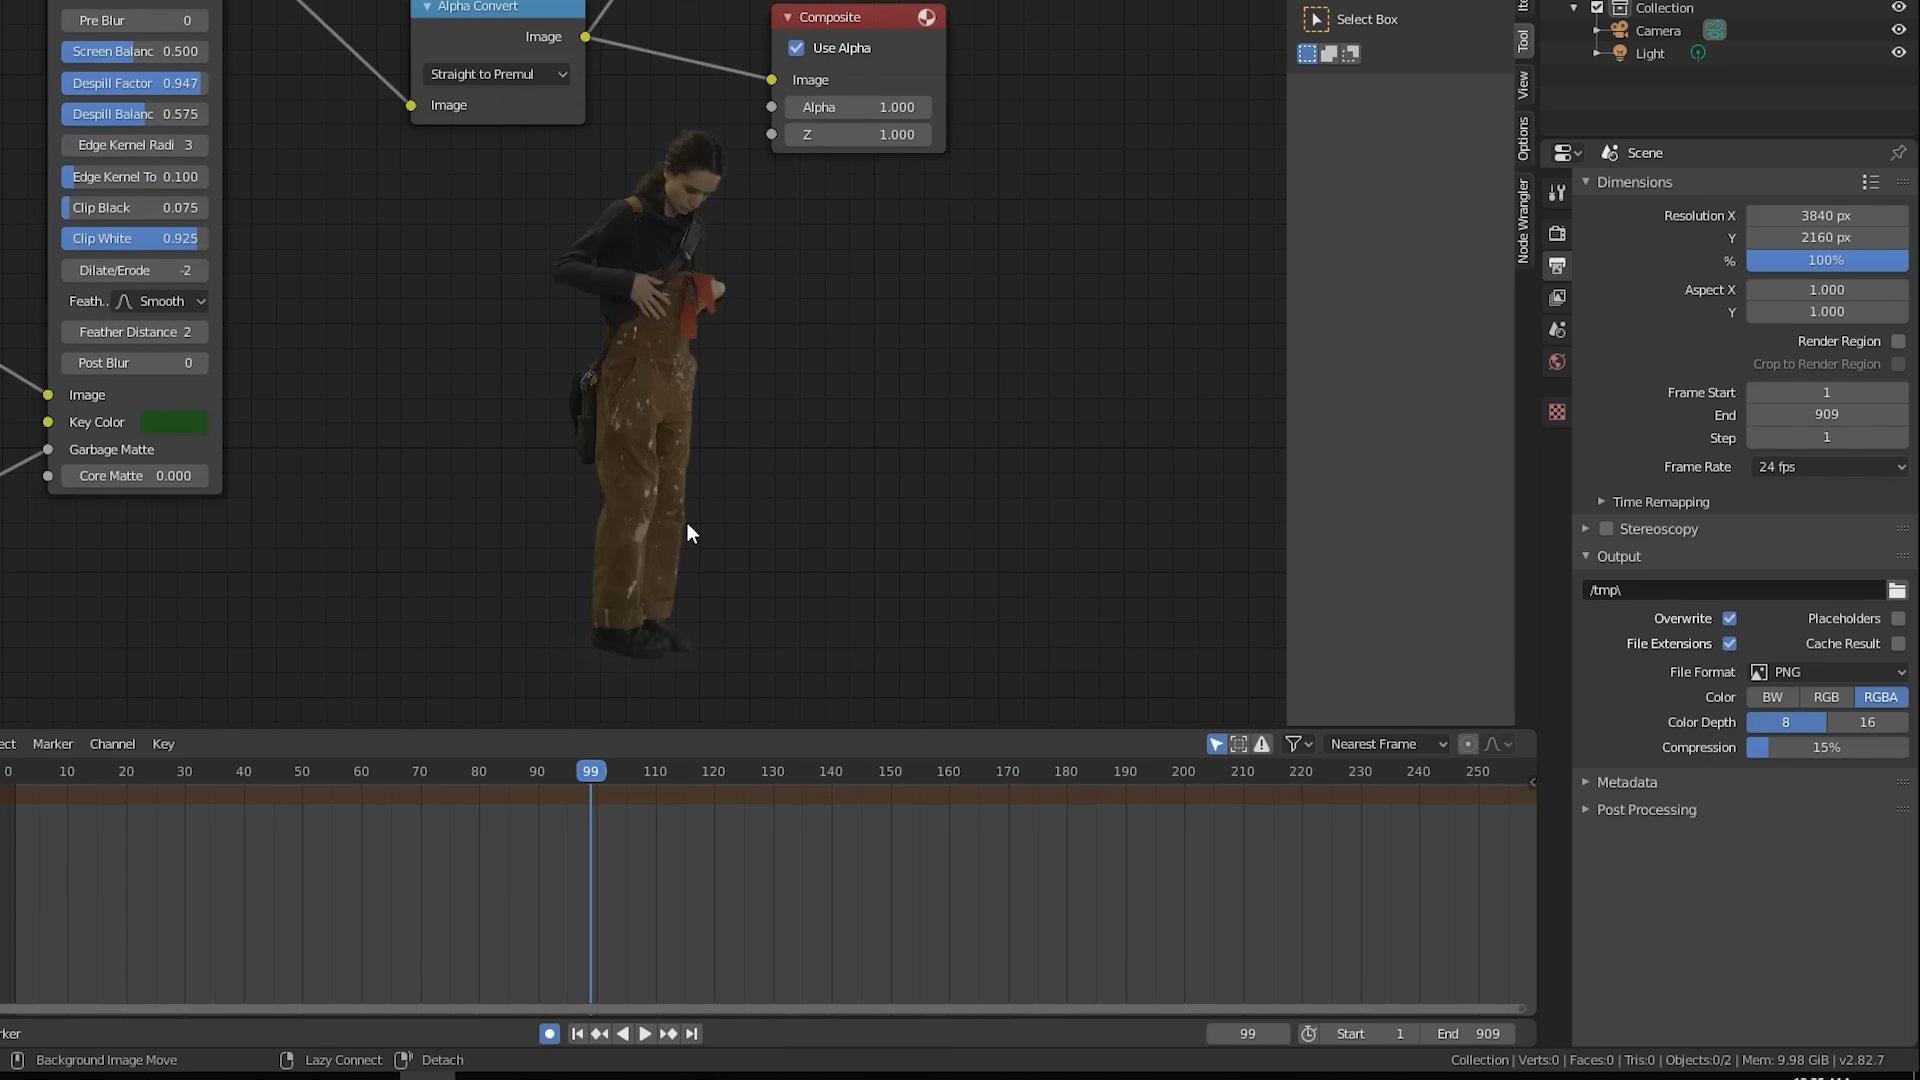 Pre Blur 0
Screen Balanc 0.500
Despill Factor 0.947
Despill Balanc 0.575
Edge Kernel Radi 3
Edge Kernel To 0.100
Clip Black 0.075
Clip White 0.925
Dilate/Erode -2
Feath.. Smooth
Feather Distance 2
Post Blur 0
Image
Key Color
Garbage Matte
Core Matte 0.000
Alpha Convert
Image
Straight to Premul
Image
Composite
Use Alpha
Image
Alpha 1.000
Z 1.000
Select Box
Tool
View
Options
Node Wrangler
Collection
Camera
Light
Scene
Dimensions
Resolution X 3840 px
Y 2160 px
% 100%
Aspect X 1.000
Y 1.000
Render Region
Crop to Render Region
Frame Start 1
End 909
Step 1
Frame Rate 24 fps
Time Remapping
Stereoscopy
Output
/tmp\
Overwrite Placeholders
File Extensions Cache Result
File Format PNG
Color BW RGB RGBA
Color Depth 8 16
Compression 15%
Metadata
Post Processing
ect Marker Channel Key
Nearest Frame
0 10 20 30 40 50 60 70 80 90 99 110 120 130 140 150 160 170 180 190 200 210 220 230 240 250
rker
99 Start 1 End 909
Background Image Move Lazy Connect Detach
Collection | Verts:0 | Faces:0 | Tris:0 | Objects:0/2 | Mem: 9.98 GiB | v2.82.7